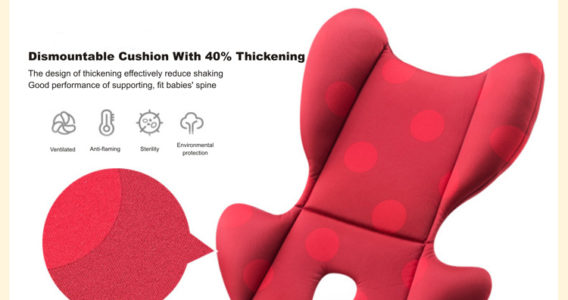 Dismountable Cushion With 40% Thickening
The design of thickening effectively reduce shaking
Good performance of supporting, fit babies' spine
Ventilated
Anti-flaming
Sterility
Environmental
protection